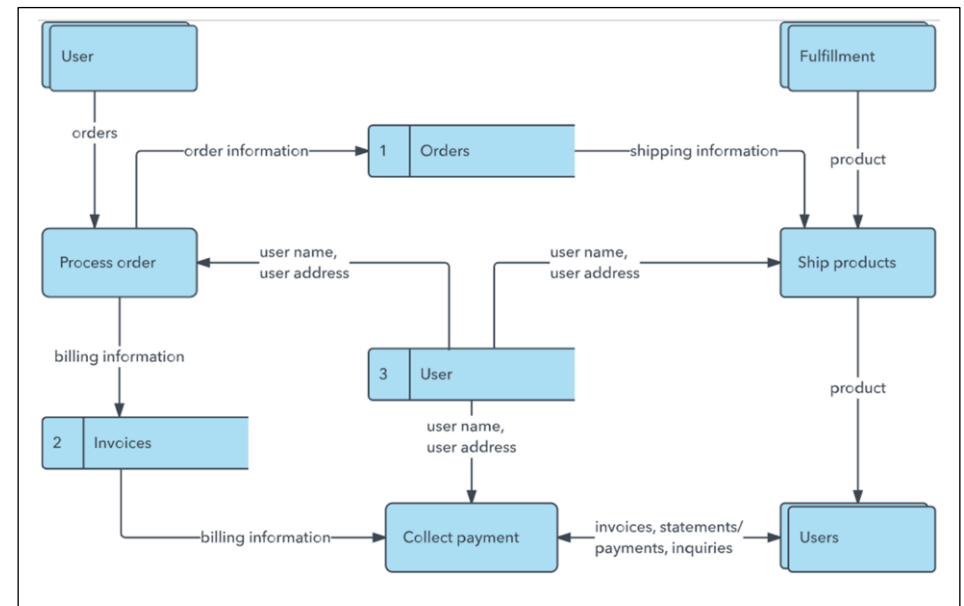 User
Fulfillment
orders
order information
1
Orders
shipping information
product
Process order
user name,
user address
user name,
user address
Ship products
billing information
3
User
product
2
Invoices
user name,
user address
billing information
Collect payment
invoices, statements/
payments, inquiries
Users